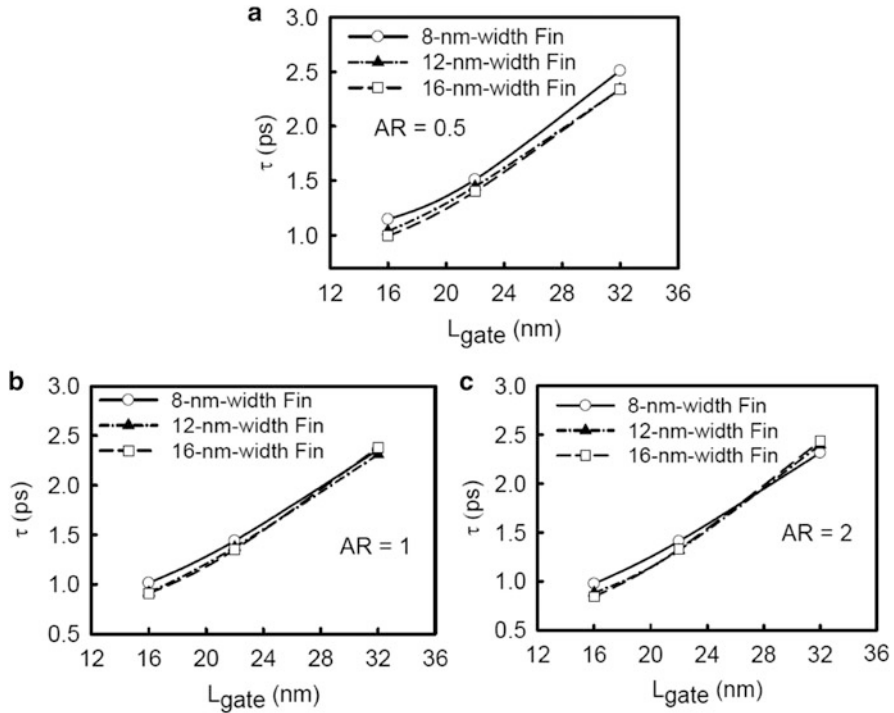 a
3.0
2.5
2.0
1.5
1.0
τ (ps)
8-nm-width Fin
12-nm-width Fin
16-nm-width Fin
AR = 0.5
12 16 20 24 28 32 36
Lgate (nm)
b
3.0
2.5
2.0
1.5
1.0
0.5
τ (ps)
8-nm-width Fin
12-nm-width Fin
16-nm-width Fin
AR = 1
12 16 20 24 28 32 36
Lgate (nm)
c
3.0
2.5
2.0
1.5
1.0
0.5
τ (ps)
8-nm-width Fin
12-nm-width Fin
16-nm-width Fin
AR = 2
12 16 20 24 28 32 36
Lgate (nm)